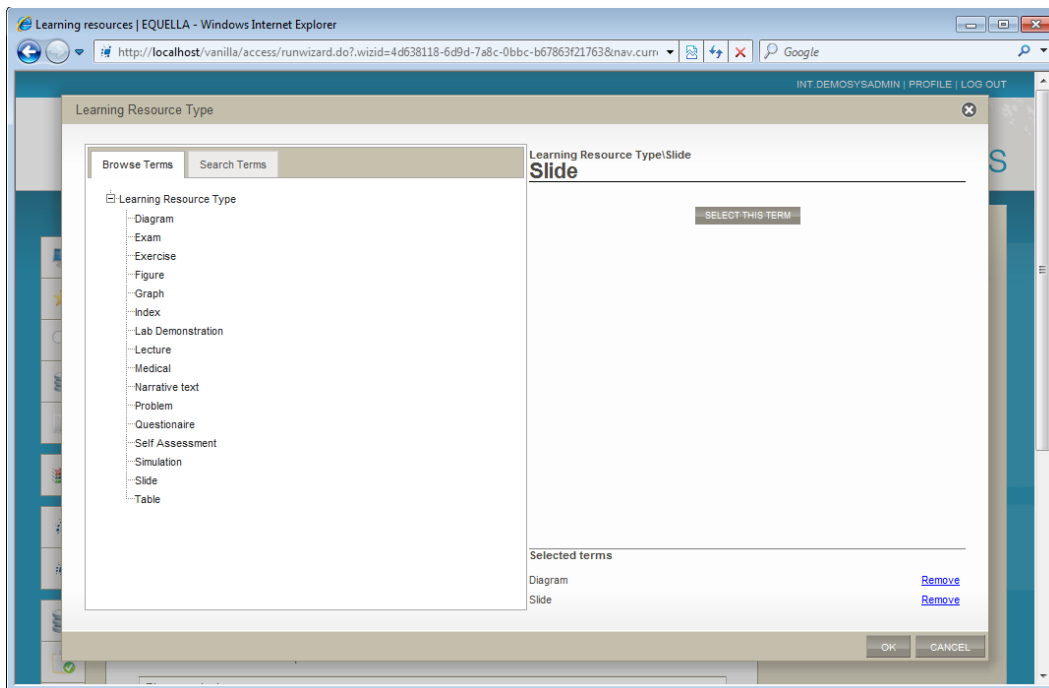 Learning resources | EQUELLA - Windows Internet Explorer
http://localhost/vanilla/access/runwizard.do?.wizid=4d638118-6d9d-7a8c-0bbc-b67863f21763&nav.curre
Google
INT.DEMOSYSADMIN | PROFILE | LOG OUT
Learning Resource Type
S
Browse Terms
Search Terms
Learning Resource Type
Diagram
Exam
Exercise
Figure
Graph
Index
Lab Demonstration
Lecture
Medical
Narrative text
Problem
Questionaire
Self Assessment
Simulation
Slide
Table
Learning Resource Type\Slide
Slide
SELECT THIS TERM
Selected terms
Diagram Remove
Slide Remove
OK
CANCEL